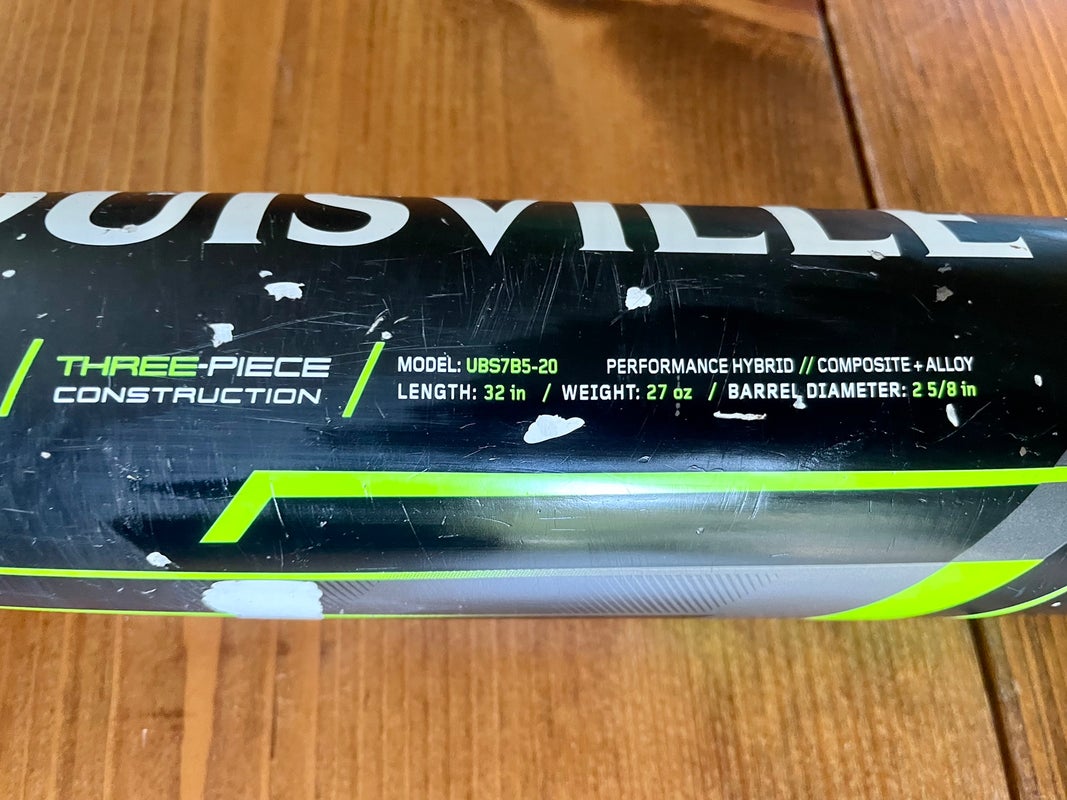 OUISVILLE
THREE-PIECE
CONSTRUCTION
MODEL: UBS7B5-20 PERFORMANCE HYBRID // COMPOSITE + ALLOY
LENGTH: 32 in / WEIGHT: 27 oz / BARREL DIAMETER: 2 5/8 in